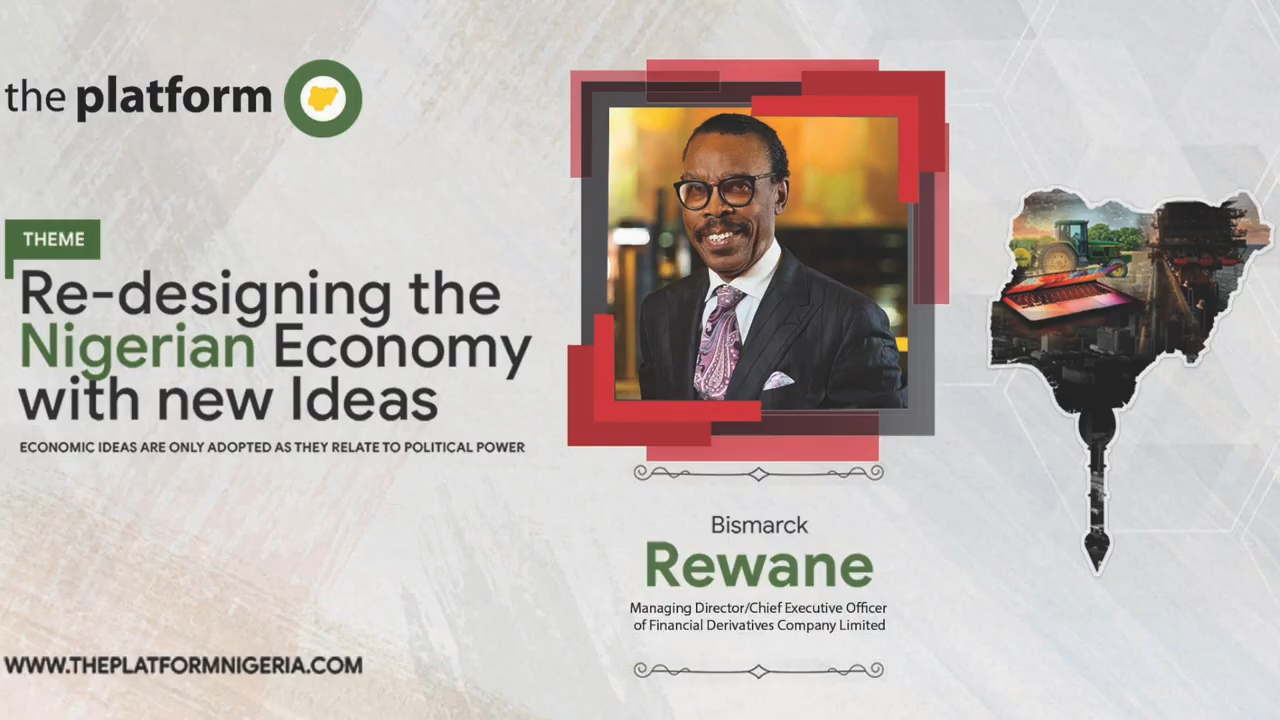 the platform
THEME
Re-designing the
Nigerian Economy
with new Ideas
ECONOMIC IDEAS ARE ONLY ADOPTED AS THEY RELATE TO POLITICAL POWER
Bismarck
Rewane
Managing Director/Chief Executive Officer
of Financial Derivatives Company Limited
WWW.THEPLATFORMNIGERIA.COM